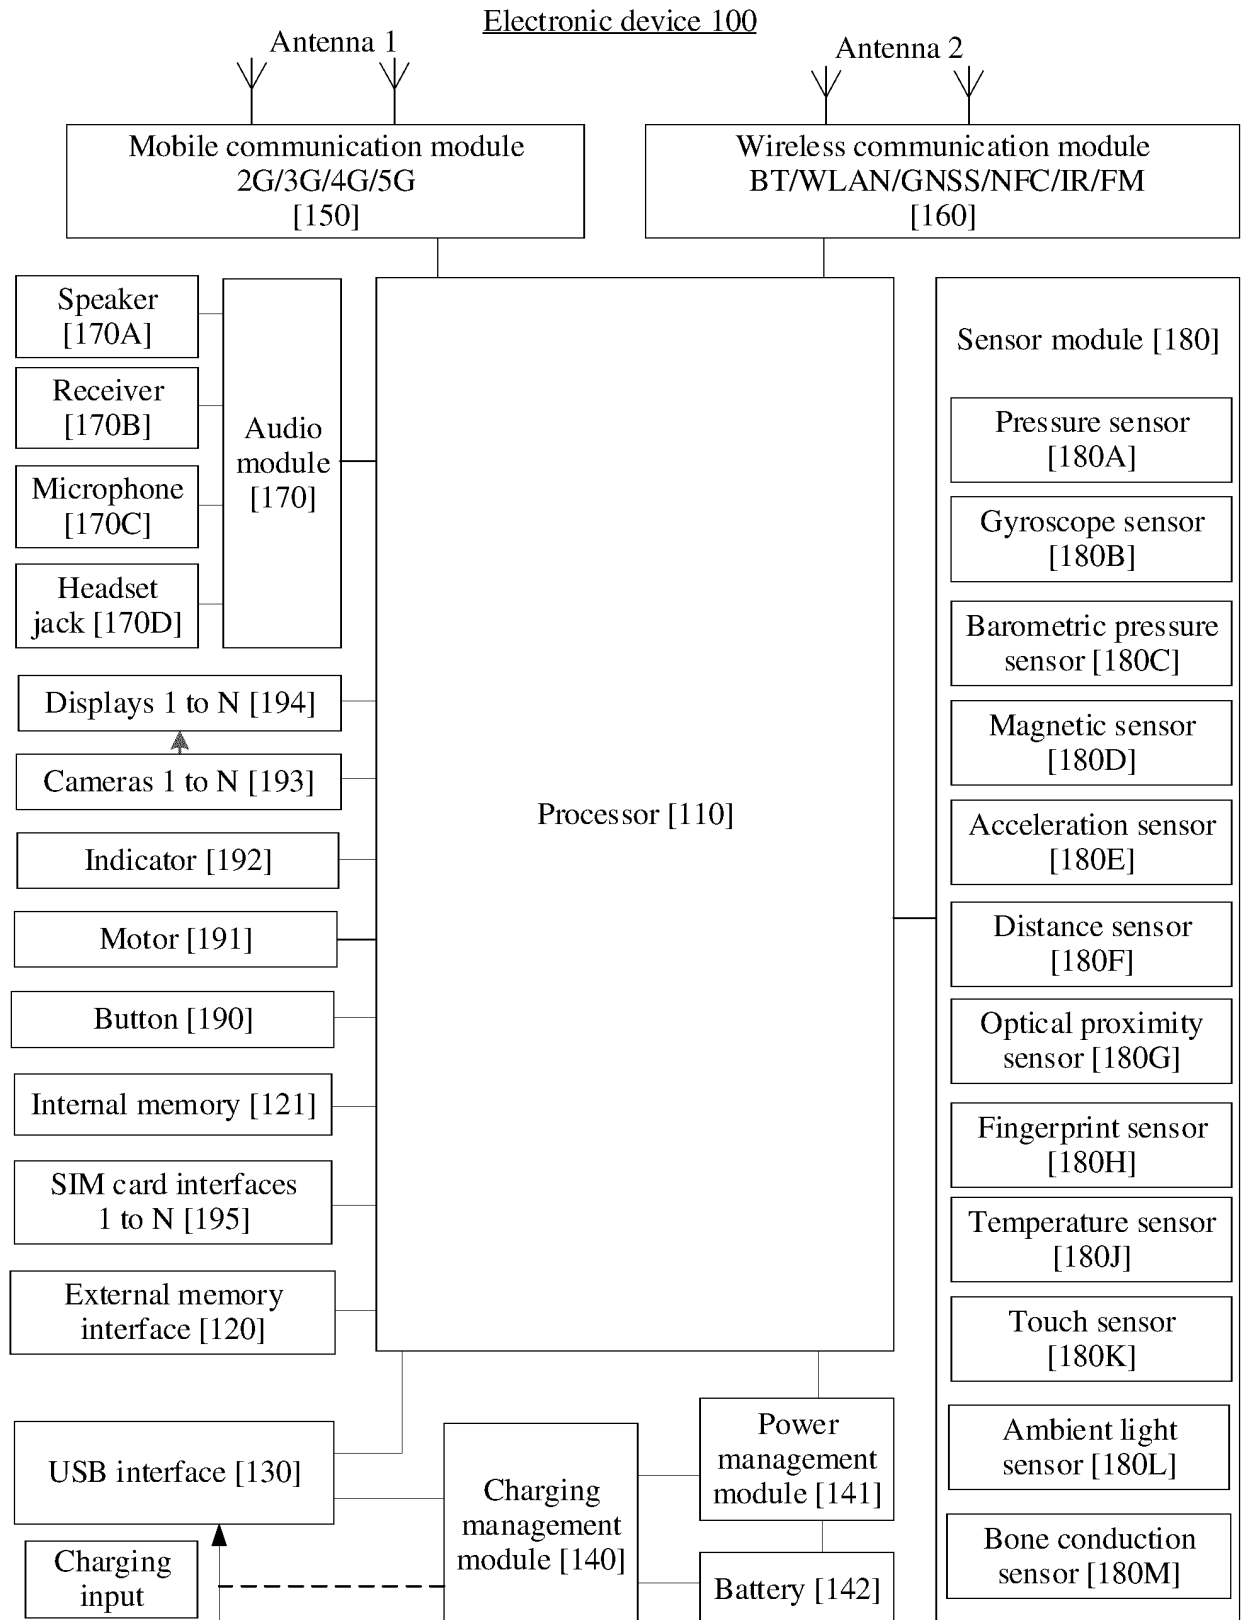 Electronic device 100
Antenna 1
Antenna 2
Mobile communication module
2G/3G/4G/5G
[150]
Wireless communication module
BT/WLAN/GNSS/NFC/IR/FM
[160]
Speaker
[170A]
Receiver
[170B]
Microphone
[170C]
Headset
jack [170D]
Audio
module
[170]
Displays 1 to N [194]
Cameras 1 to N [193]
Indicator [192]
Motor [191]
Button [190]
Internal memory [121]
SIM card interfaces
1 to N [195]
External memory
interface [120]
USB interface [130]
Charging
input
Processor [110]
Charging
management
module [140]
Power
management
module [141]
Battery [142]
Sensor module [180]
Pressure sensor
[180A]
Gyroscope sensor
[180B]
Barometric pressure
sensor [180C]
Magnetic sensor
[180D]
Acceleration sensor
[180E]
Distance sensor
[180F]
Optical proximity
sensor [180G]
Fingerprint sensor
[180H]
Temperature sensor
[180J]
Touch sensor
[180K]
Ambient light
sensor [180L]
Bone conduction
sensor [180M]